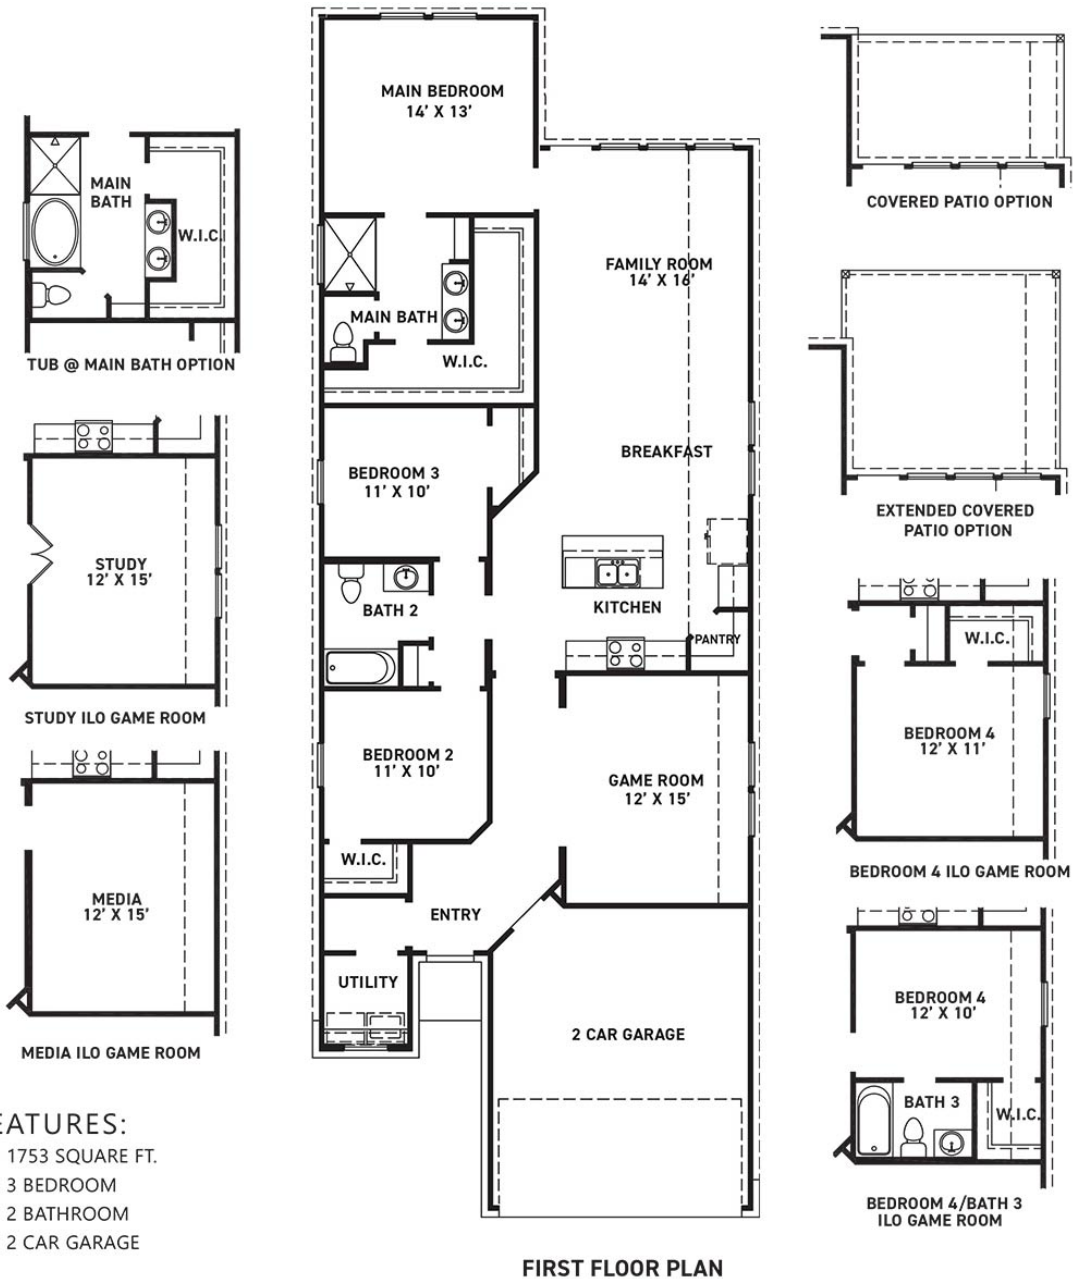 MAIN BEDROOM
14' X 13'
FAMILY ROOM
14' X 16'
MAIN BATH
W.I.C.
BREAKFAST
BEDROOM 3
11' X 10'
KITCHEN
BATH 2
PANTRY
BEDROOM 2
11' X 10'
GAME ROOM
12' X 15'
W.I.C.
ENTRY
UTILITY
2 CAR GARAGE
FIRST FLOOR PLAN
MAIN
BATH
W.I.C.
TUB @ MAIN BATH OPTION
STUDY
12' X 15'
STUDY ILO GAME ROOM
MEDIA
12' X 15'
MEDIA ILO GAME ROOM
EATURES:
1753 SQUARE FT.
3 BEDROOM
2 BATHROOM
2 CAR GARAGE
COVERED PATIO OPTION
EXTENDED COVERED
PATIO OPTION
W.I.C.
BEDROOM 4
12' X 11'
BEDROOM 4 ILO GAME ROOM
BEDROOM 4
12' X 10'
BATH 3
W.I.C.
BEDROOM 4/BATH 3
ILO GAME ROOM